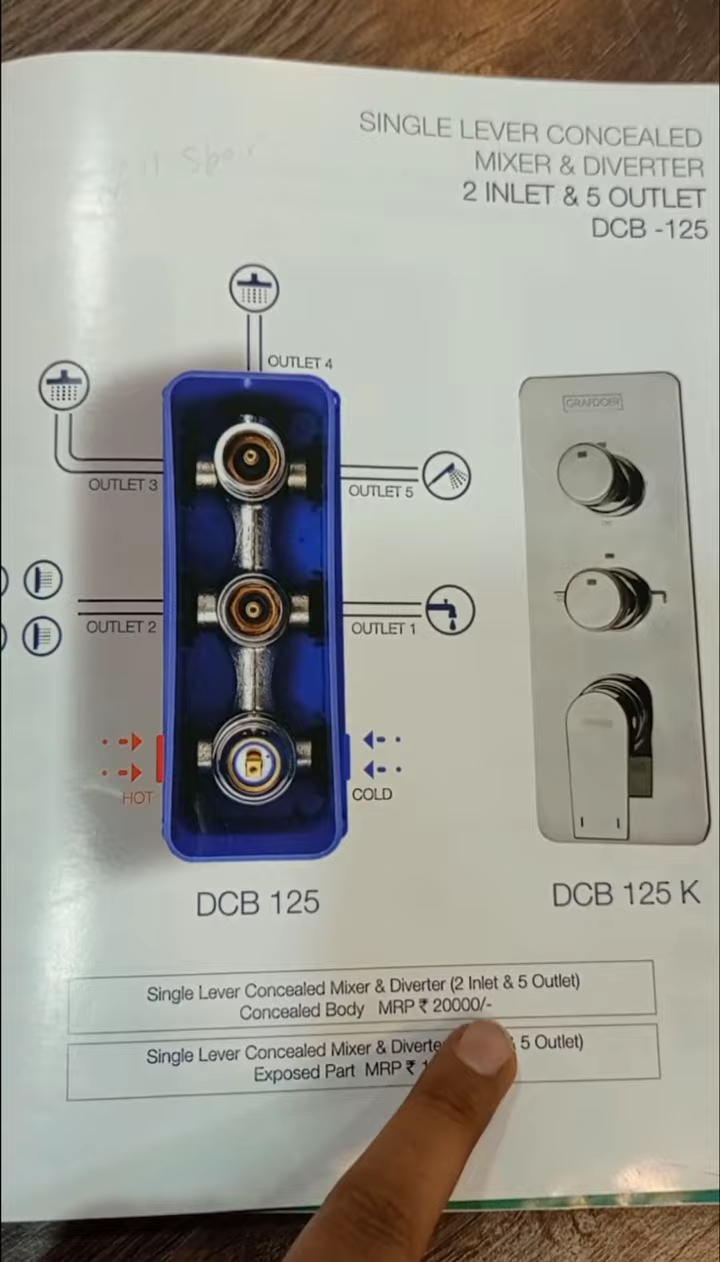 SINGLE LEVER CONCEALED
MIXER & DIVERTER
2 INLET & 5 OUTLET
DCB -125
OUTLET 4
OUTLET 3
OUTLET 5
GRAFDOER
OUTLET 2
OUTLET 1
HOT
COLD
DCB 125
DCB 125 K
Single Lever Concealed Mixer & Diverter (2 Inlet & 5 Outlet)
Concealed Body MRP ₹ 20000/-
Single Lever Concealed Mixer & 5 Outlet)
Exposed Part MRP ₹